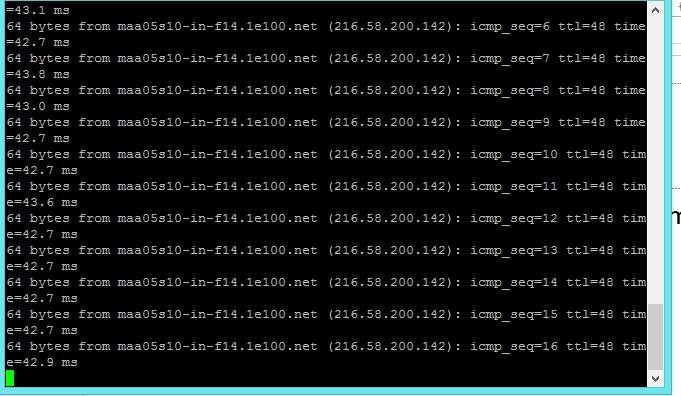 =43.1 ms
64 bytes from maa05s10-in-f14.1e100.net (216.58.200.142): icmp_seq=6 ttl=48 time
=42.7 ms
64 bytes from maa05s10-in-f14.1e100.net (216.58.200.142): icmp_seq=7 ttl=48 time
=43.8 ms
64 bytes from maa05s10-in-f14.1e100.net (216.58.200.142): icmp_seq=8 ttl=48 time
=43.0 ms
64 bytes from maa05s10-in-f14.1e100.net (216.58.200.142): icmp_seq=9 ttl=48 time
=42.7 ms
64 bytes from maa05s10-in-f14.1e100.net (216.58.200.142): icmp_seq=10 ttl=48 tim
e=42.7 ms
64 bytes from maa05s10-in-f14.1e100.net (216.58.200.142): icmp_seq=11 ttl=48 tim
e=43.6 ms
64 bytes from maa05s10-in-f14.1e100.net (216.58.200.142): icmp_seq=12 ttl=48 tim
e=42.7 ms
64 bytes from maa05s10-in-f14.1e100.net (216.58.200.142): icmp_seq=13 ttl=48 tim
e=42.7 ms
64 bytes from maa05s10-in-f14.1e100.net (216.58.200.142): icmp_seq=14 ttl=48 tim
e=42.7 ms
64 bytes from maa05s10-in-f14.1e100.net (216.58.200.142): icmp_seq=15 ttl=48 tim
e=42.7 ms
64 bytes from maa05s10-in-f14.1e100.net (216.58.200.142): icmp_seq=16 ttl=48 tim
e=42.9 ms